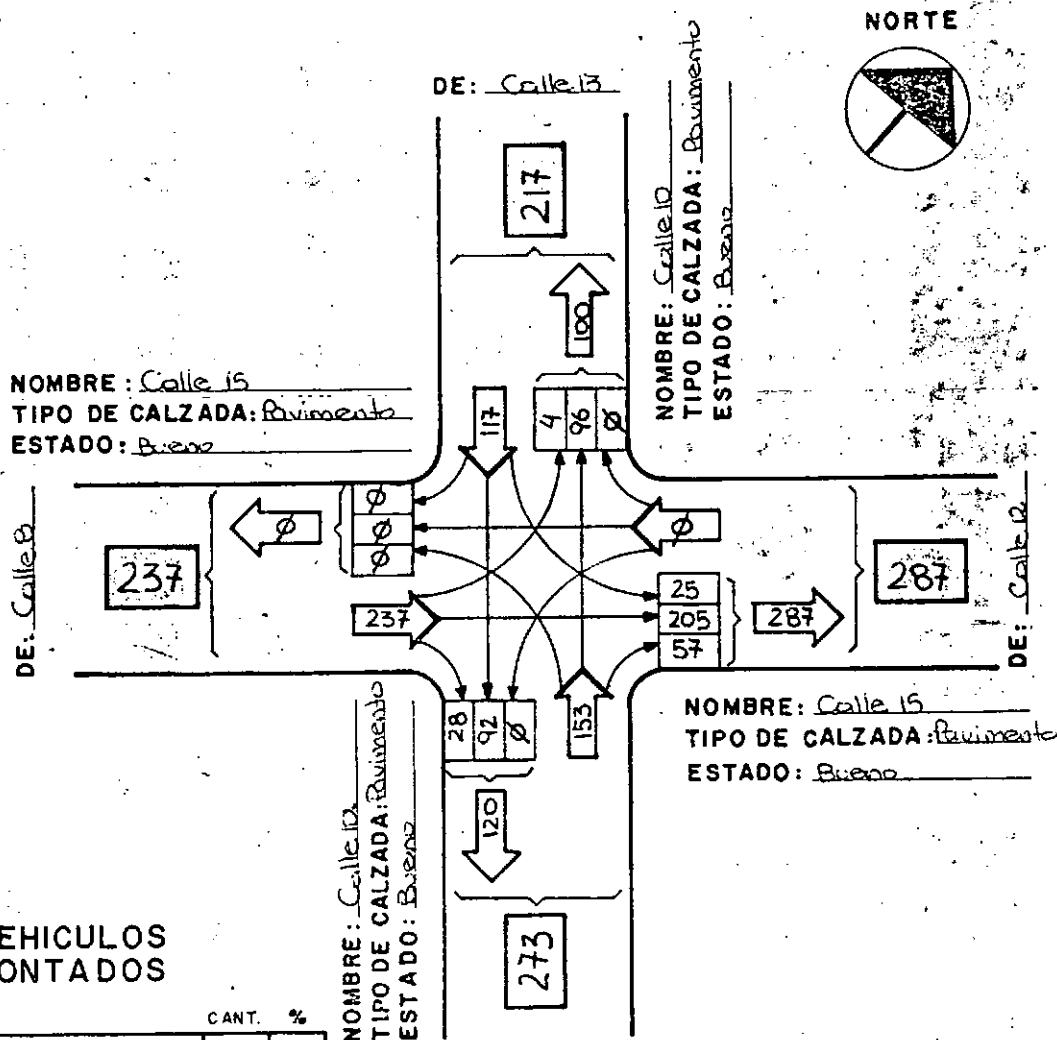 NORTE
DE: Calle 13
217
100
NOMBRE: Calle 10
TIPO DE CALZADA: Pavimento
ESTADO: Bueno
NOMBRE: Calle 15
TIPO DE CALZADA: Pavimento
ESTADO: Bueno
117
4
96
Ø
DE: Calle 8
237
Ø
Ø
Ø
Ø
Ø
237
25
205
57
287
287
DE: Calle 12
28
92
Ø
153
120
273
NOMBRE: Calle 15
TIPO DE CALZADA: Pavimento
ESTADO: Bueno
NOMBRE: Calle 10
TIPO DE CALZADA: Pavimento
ESTADO: Bueno
EHICULOS
ONTADOS
CANT. %